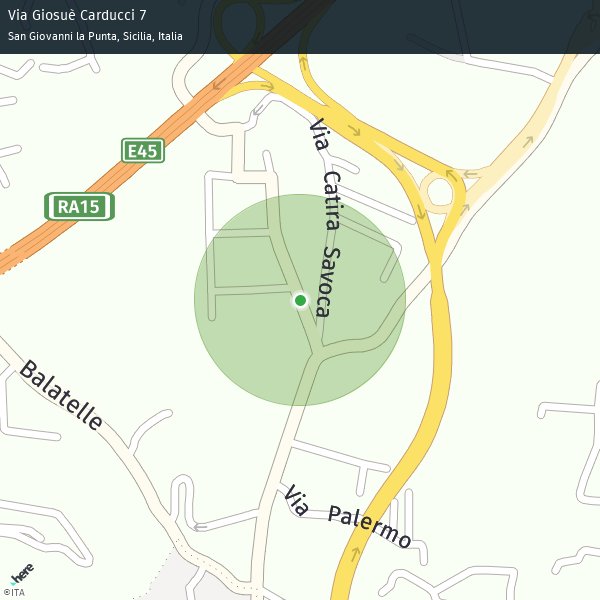 Via Giosuè Carducci 7
San Giovanni la Punta, Sicilia, Italia
E45
Via Catira Savoca
RA15
Balatelle
Via Palermo
here
©ITA